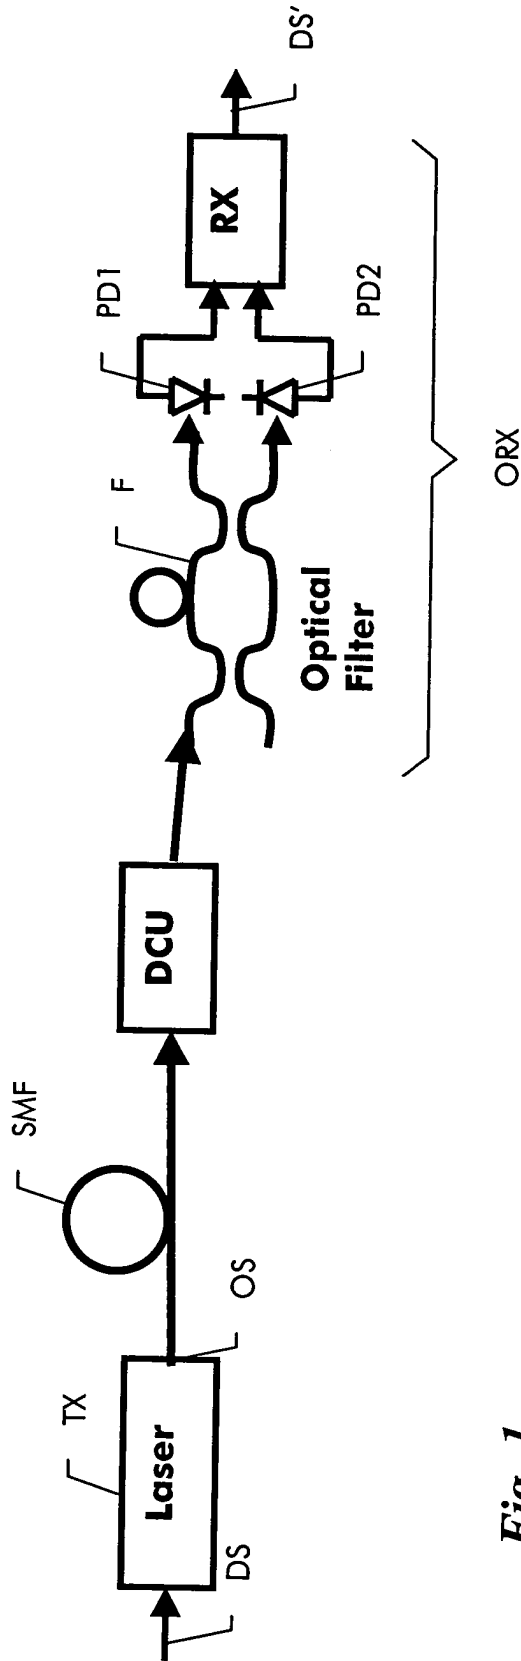 DS
Laser
TX
OS
SMF
DCU
Optical
Filter
F
PD1
PD2
RX
DS'
ORX
Fig. 1